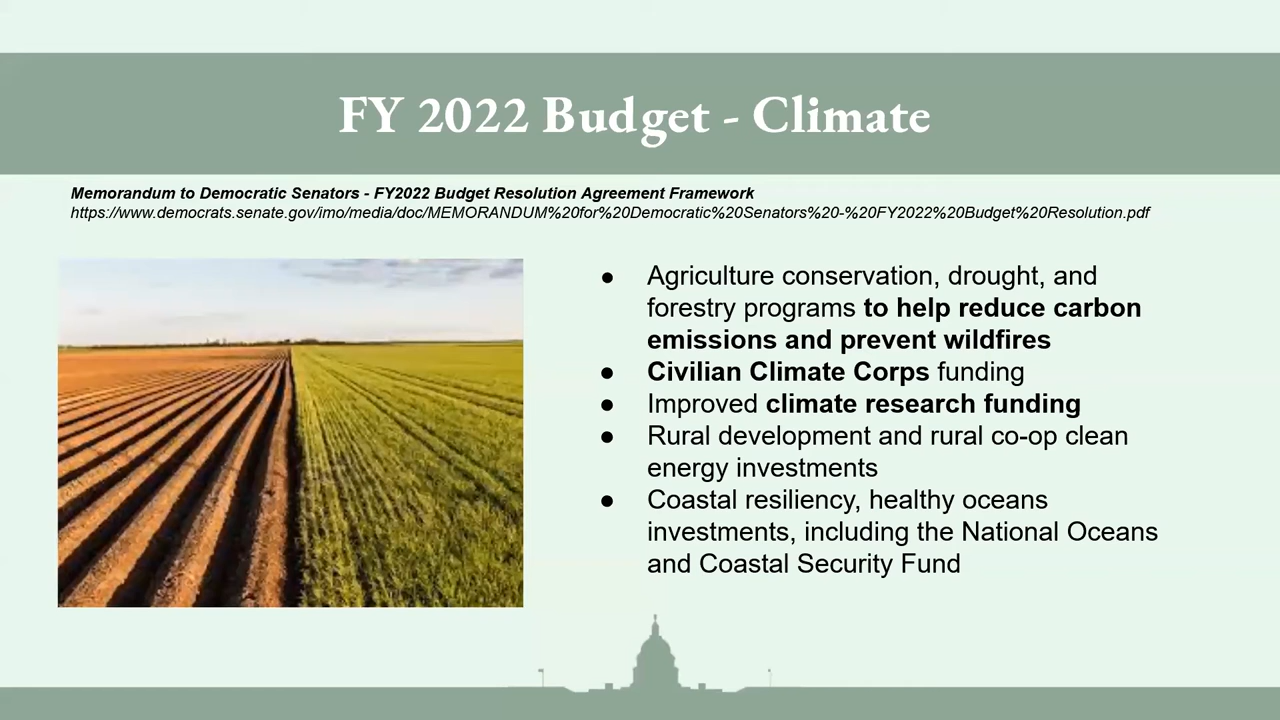 FY 2022 Budget - Climate
Memorandum to Democratic Senators - FY2022 Budget Resolution Agreement Framework
https://www.democrats.senate.gov/imo/media/doc/MEMORANDUM%20for%20Democratic%20Senators%20-%20FY2022%20Budget%20Resolution.pdf
● Agriculture conservation, drought, and
forestry programs to help reduce carbon
emissions and prevent wildfires
● Civilian Climate Corps funding
● Improved climate research funding
● Rural development and rural co-op clean
energy investments
● Coastal resiliency, healthy oceans
investments, including the National Oceans
and Coastal Security Fund